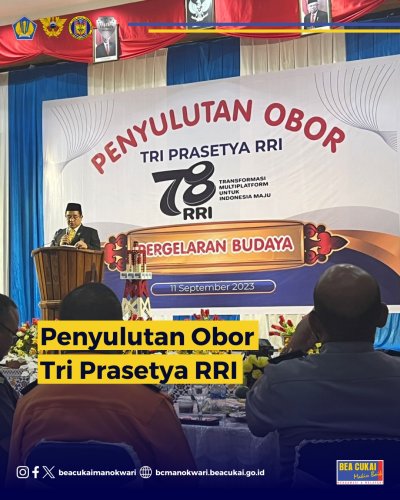 PENYULUTAN OBOR
TRI PRASETYA RRI
78
RRI
TRANSFORMASI
MULTIPLATFORM
UNTUK
INDONESIA MAJU
PERGELARAN BUDAYA
11 September 2023
Penyulutan Obor
Tri Prasetya RRI
beacukaimanokwari
bcmanokwari.beacukai.go.id
BEA CUKAI